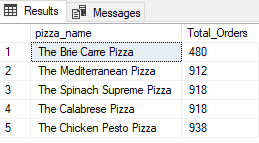 Results Messages
pizza_name Total_Orders
1 The Brie Carre Pizza 480
2 The Mediterranean Pizza 912
3 The Spinach Supreme Pizza 918
4 The Calabrese Pizza 918
5 The Chicken Pesto Pizza 938